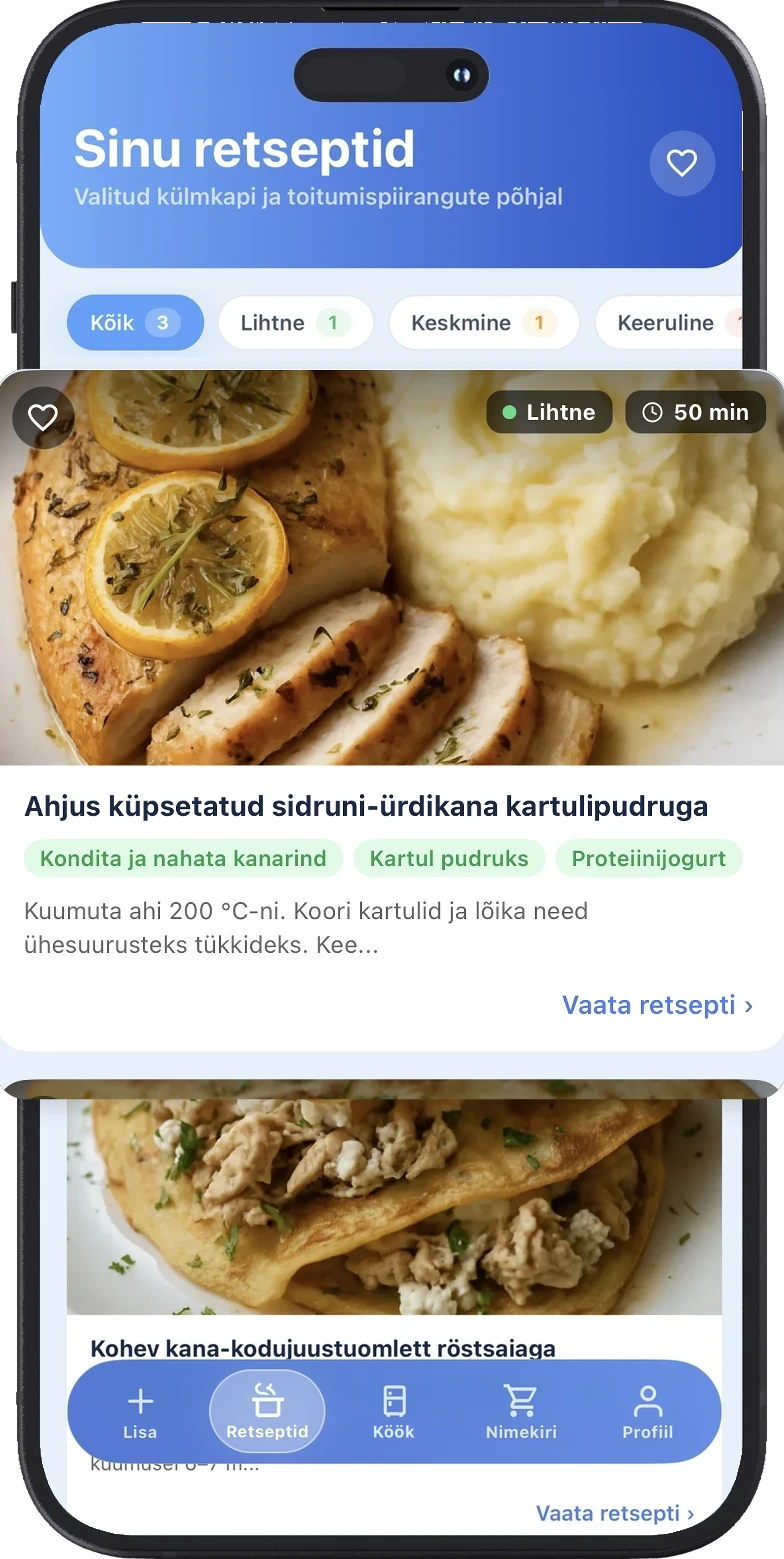 Sinu retseptid
Valitud külmkapi ja toitumispiirangute põhjal
Kõik 3
Lihtne 1
Keskmine 1
Keeruline
Lihtne
50 min
Ahjus küpsetatud sidruni-ürdikana kartulipudruga
Kondita ja nahata kanarind
Kartul pudruks
Proteiinijogurt
Kuumuta ahi 200 °C-ni. Koori kartulid ja lõika need
ühesuurusteks tükkideks. Kee...
Vaata retsepti ›
Kohev kana-kodujuustuomlett röstsaiaga
Lisa
Retseptid
Köök
Nimekiri
Profiil
Vaata retsepti ›